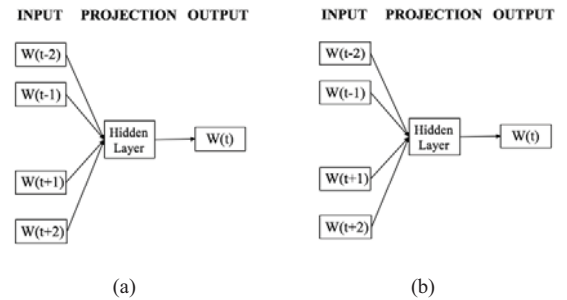 INPUT PROJECTION OUTPUT
W(t-2)
W(t-1)
Hidden
Layer
W(t)
W(t+1)
W(t+2)
(a)
INPUT PROJECTION OUTPUT
W(t-2)
W(t-1)
Hidden
Layer
W(t)
W(t+1)
W(t+2)
(b)